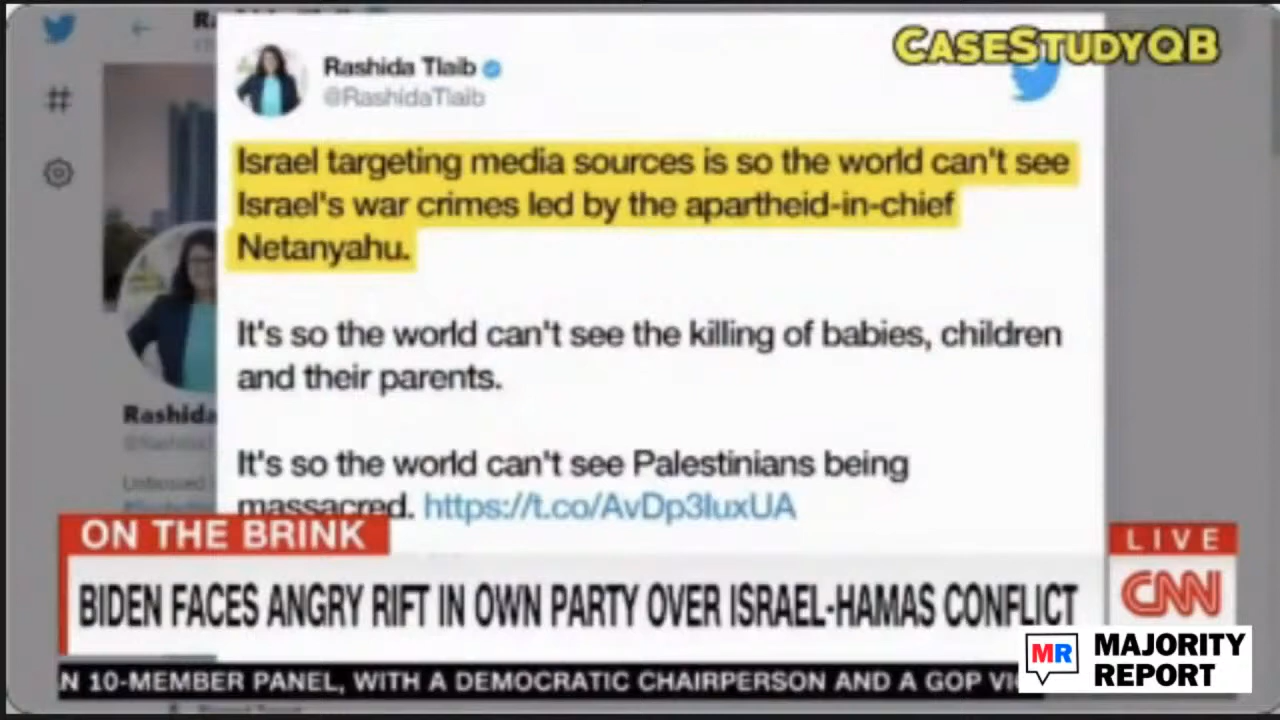 CASESTUDYQB
Rashida Tlaib
@RashidaTlaib
Israel targeting media sources is so the world can't see
Israel's war crimes led by the apartheid-in-chief
Netanyahu.
It's so the world can't see the killing of babies, children
and their parents.
It's so the world can't see Palestinians being
massacred. https://t.co/AvDp3IuxUA
Rashida
ON THE BRINK
LIVE
BIDEN FACES ANGRY RIFT IN OWN PARTY OVER ISRAEL-HAMAS CONFLICT
CNN
N 10-MEMBER PANEL, WITH A DEMOCRATIC CHAIRPERSON AND A GOP
MR MAJORITY
REPORT